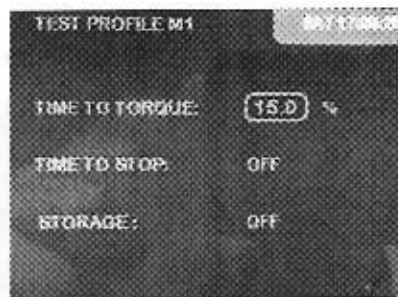 TEST PROFILE M1
TIME TO TORQUE: 15.0 %
TIME TO STOP: OFF
STORAGE: OFF